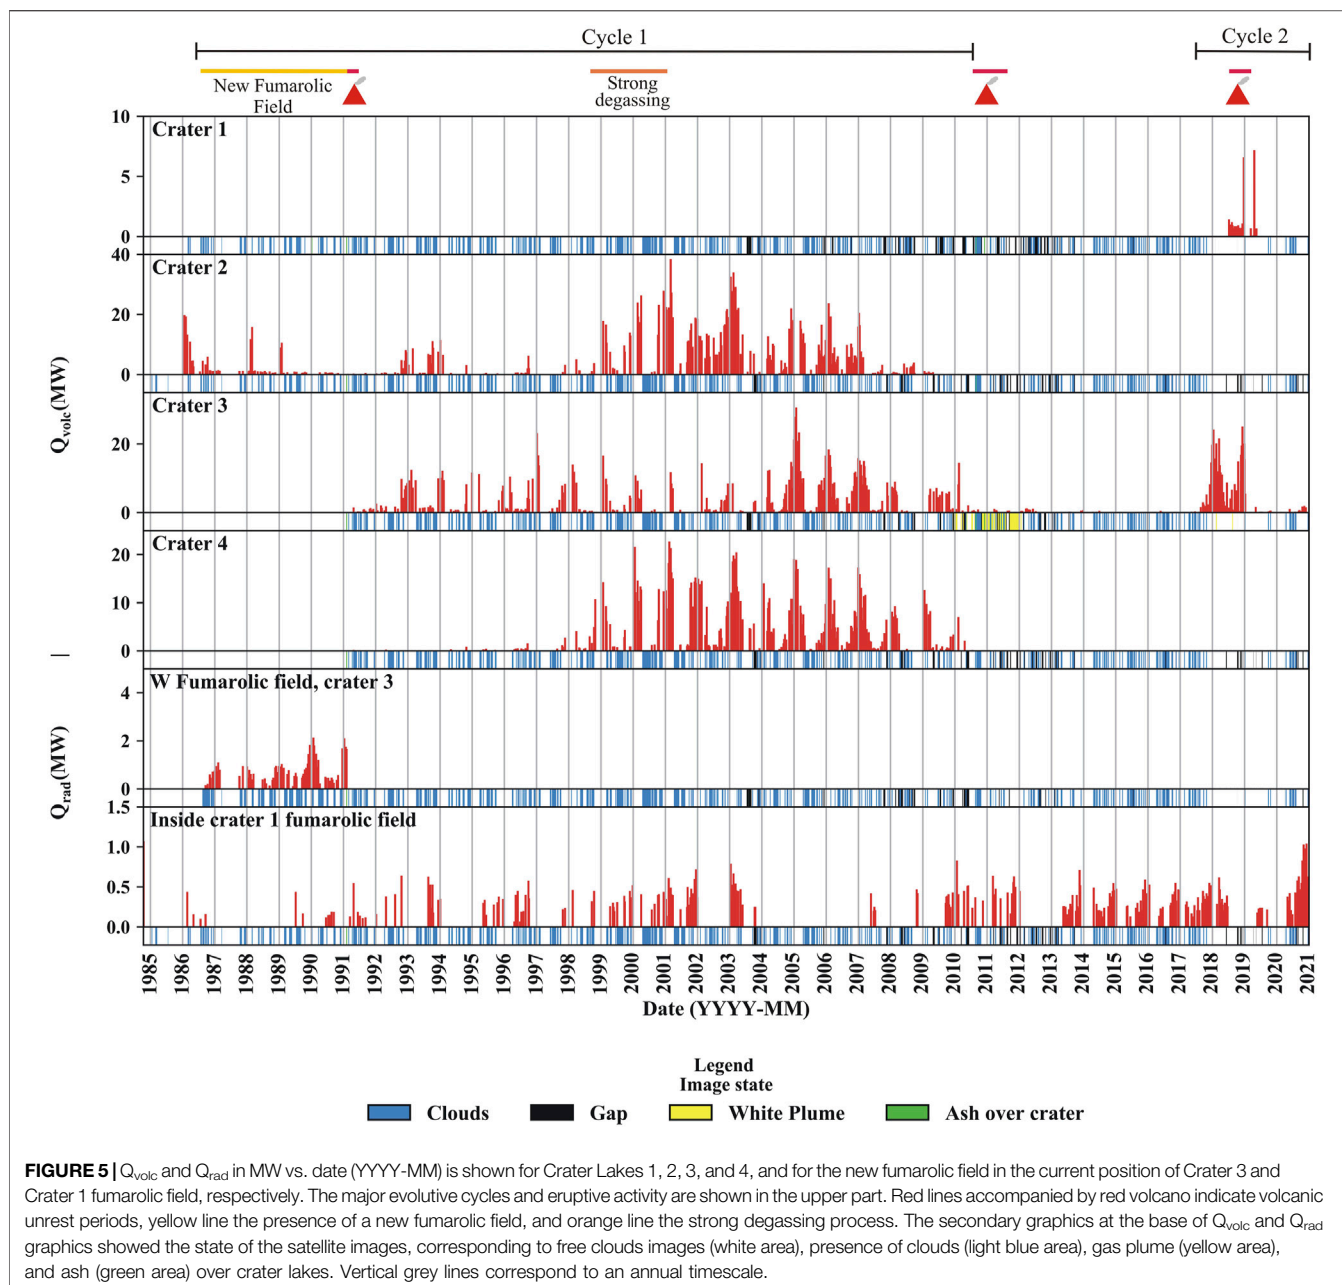 Cycle 1
Cycle 2
New Fumarolic
Field
Strong
degassing
10
Crater 1
5
0
40
Crater 2
20
0
Crater 3
20
0
Crater 4
20
10
0
W Fumarolic field, crater 3
4
2
0
1.5
Inside crater 1 fumarolic field
1.0
0.5
0.0
Qvolc(MW)
|
Qrad(MW)
1985 1986 1987 1988 1989 1990 1991 1992 1993 1994 1995 1996 1997 1998 1999 2000 2001 2002 2003 2004 2005 2006 2007 2008 2009 2010 2011 2012 2013 2014 2015 2016 2017 2018 2019 2020 2021
Date (YYYY-MM)
Legend
Image state
Clouds Gap White Plume Ash over crater
FIGURE 5 | Qvolc and Qrad in MW vs. date (YYYY-MM) is shown for Crater Lakes 1, 2, 3, and 4, and for the new fumarolic field in the current position of Crater 3 and
Crater 1 fumarolic field, respectively. The major evolutive cycles and eruptive activity are shown in the upper part. Red lines accompanied by red volcano indicate volcanic
unrest periods, yellow line the presence of a new fumarolic field, and orange line the strong degassing process. The secondary graphics at the base of Qvolc and Qrad
graphics showed the state of the satellite images, corresponding to free clouds images (white area), presence of clouds (light blue area), gas plume (yellow area),
and ash (green area) over crater lakes. Vertical grey lines correspond to an annual timescale.